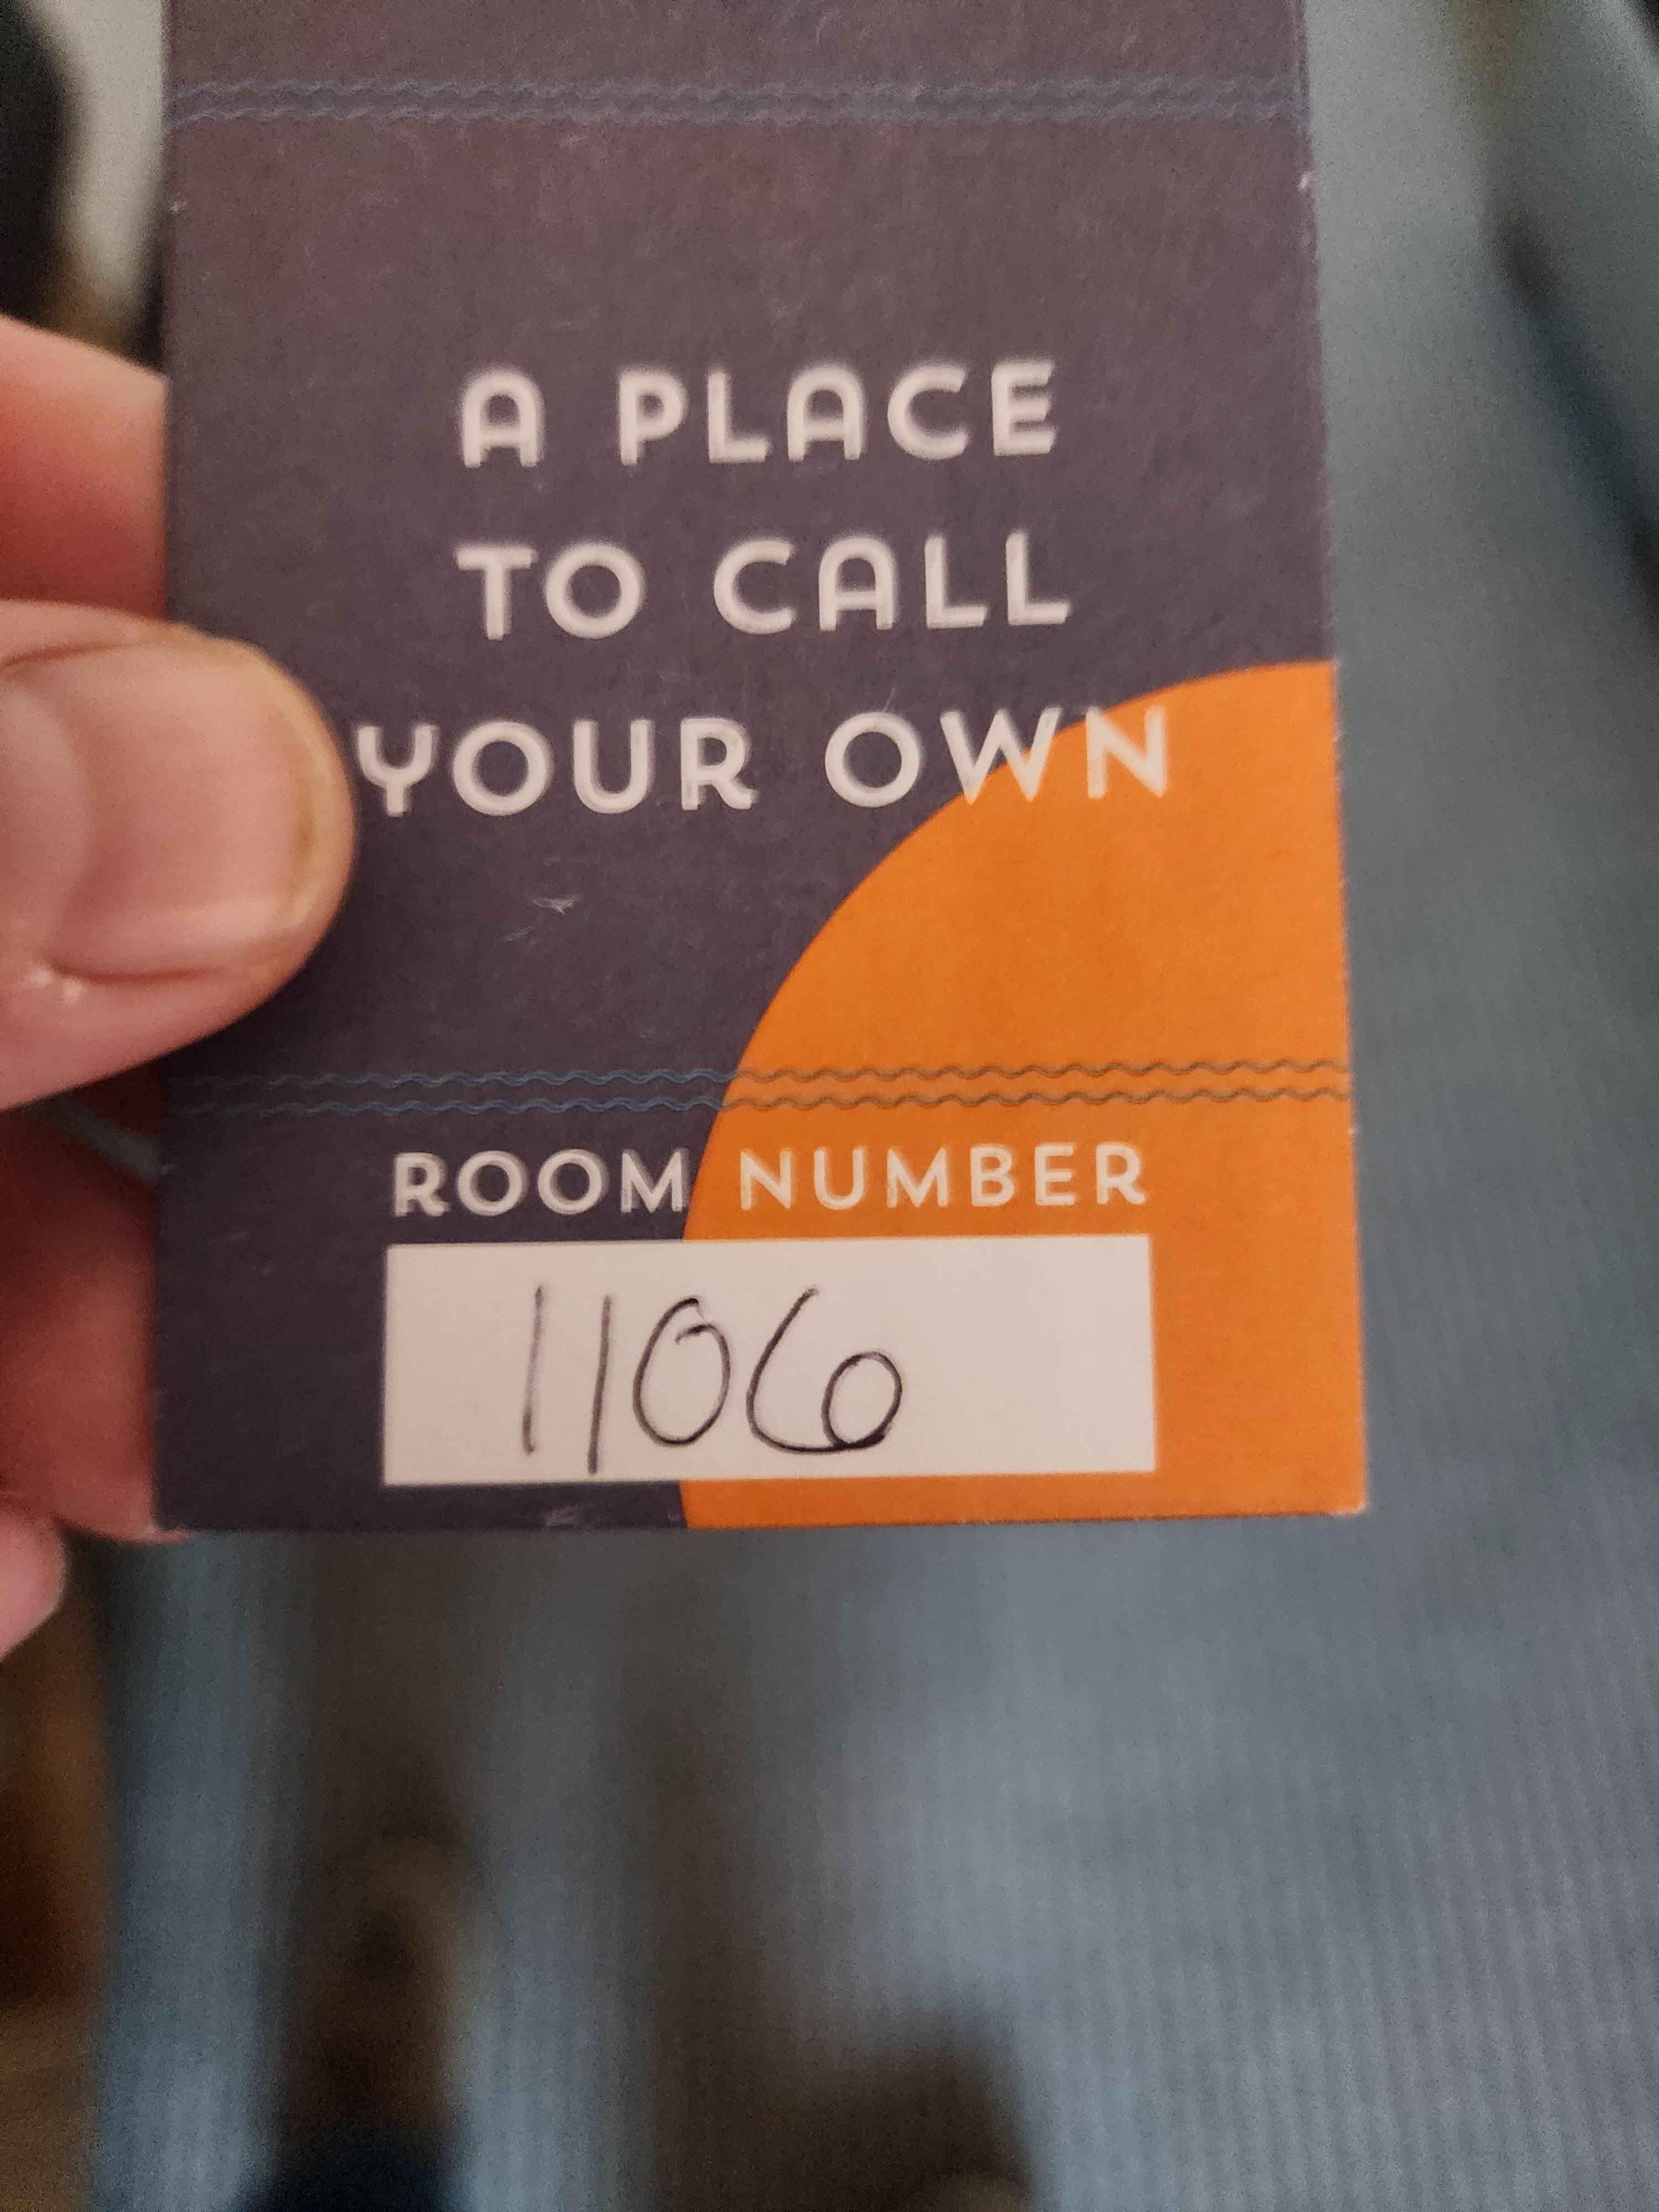 A PLACE
TO CALL
YOUR OWN
ROOM NUMBER
1106